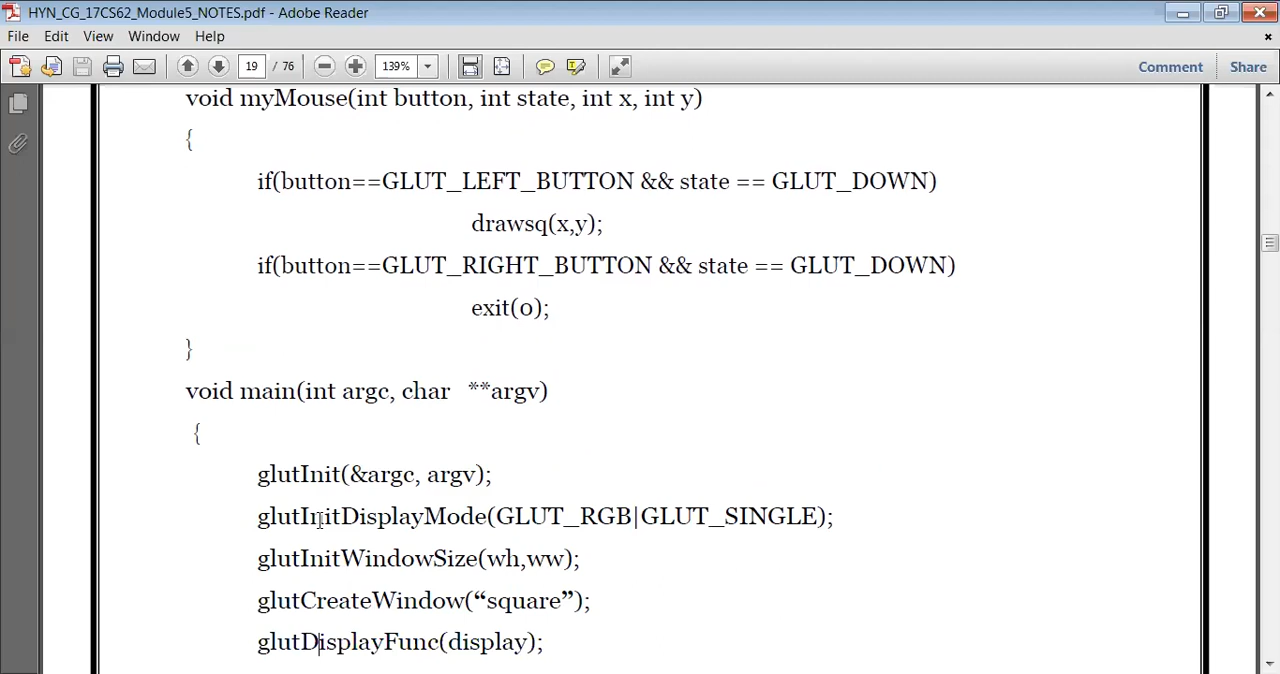 HYN_CG_17CS62_Module5_NOTES.pdf - Adobe Reader
File Edit View Window Help
19 / 76 139% Comment Share
void myMouse(int button, int state, int x, int y)
{
if(button==GLUT_LEFT_BUTTON && state == GLUT_DOWN)
drawsq(x,y);
if(button==GLUT_RIGHT_BUTTON && state == GLUT_DOWN)
exit(0);
}
void main(int argc, char **argv)
{
glutInit(&argc, argv);
glutInitDisplayMode(GLUT_RGB|GLUT_SINGLE);
glutInitWindowSize(wh,ww);
glutCreateWindow(“square”);
glutDisplayFunc(display);